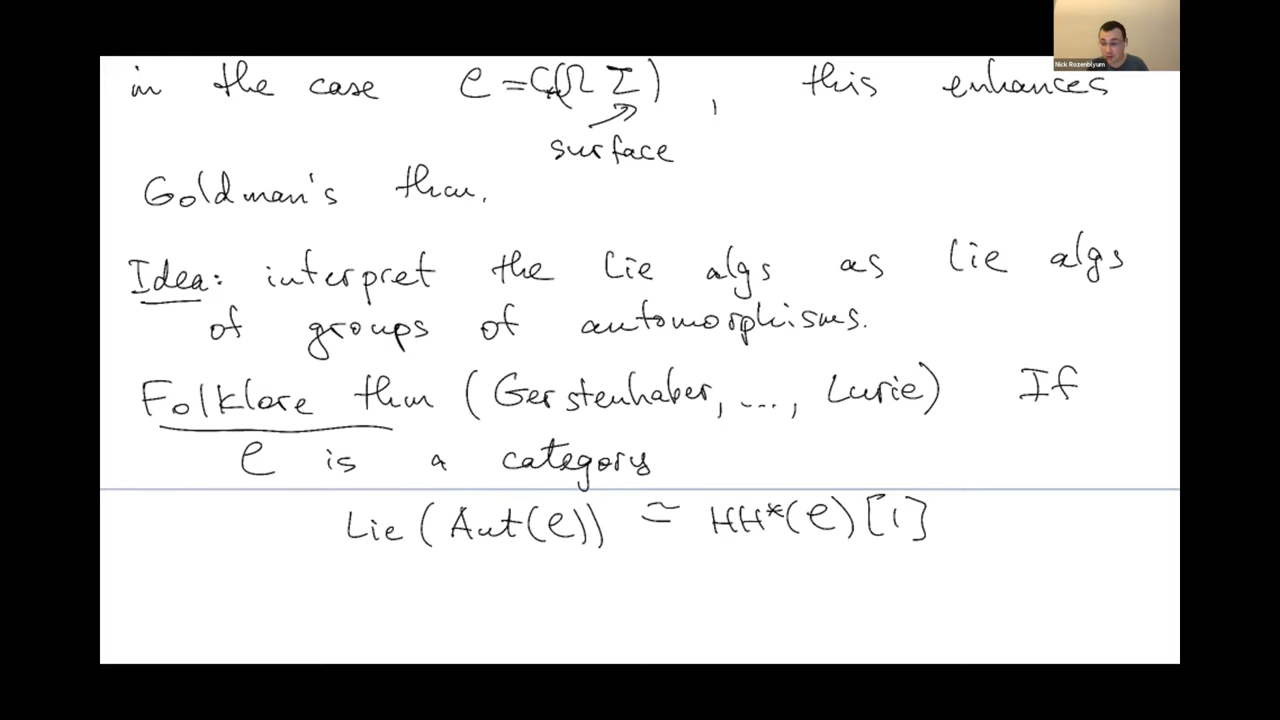 Nick Rozenblyum
in the case C = C_*(Ω Σ), this enhances
surface
Goldman's thm.
Idea: interpret the Lie algs as Lie algs
of groups of automorphisms.
Folklore thm (Gerstenhaber, ..., Lurie) If
C is a category
Lie (Aut(C)) ≃ HH*(C)[1]